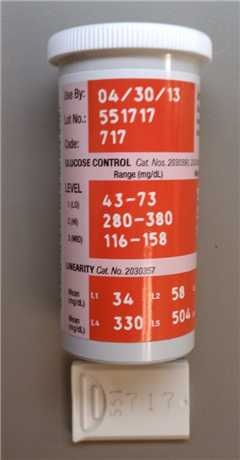 Use By: 04/30/13
Lot No.: 551717
Code: 717
GLUCOSE CONTROL Cat. Nos. 2030390,
Range (mg/dL)
LEVEL
1 (LO) 43-73
2 (HI) 280-380
3 (MID) 116-158
LINEARITY Cat. No. 2030357
Mean (mg/dL) L1 34 L2 58
Mean (mg/dL) L4 330 L5 504
551717